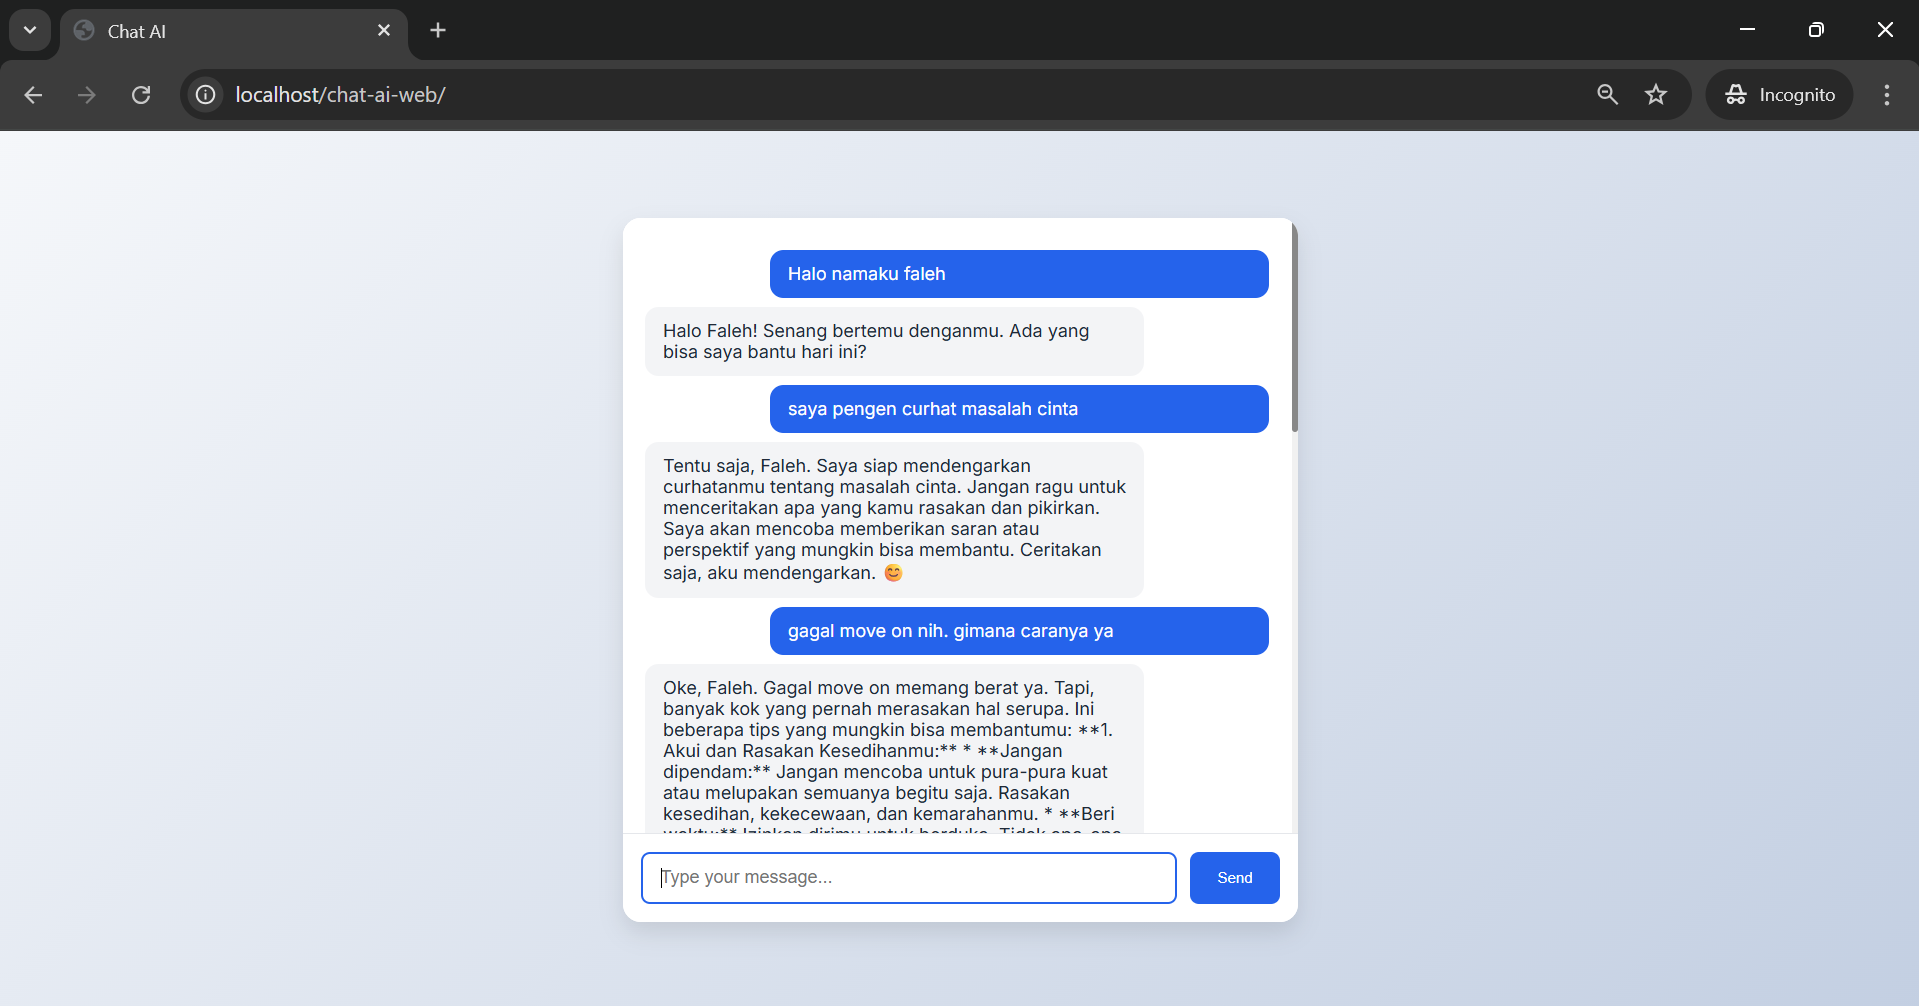 Chat AI
localhost/chat-ai-web/
Incognito
Halo namaku faleh
Halo Faleh! Senang bertemu denganmu. Ada yang
bisa saya bantu hari ini?
saya pengen curhat masalah cinta
Tentu saja, Faleh. Saya siap mendengarkan
curhatanmu tentang masalah cinta. Jangan ragu untuk
menceritakan apa yang kamu rasakan dan pikirkan.
Saya akan mencoba memberikan saran atau
perspektif yang mungkin bisa membantu. Ceritakan
saja, aku mendengarkan. 😊
gagal move on nih. gimana caranya ya
Oke, Faleh. Gagal move on memang berat ya. Tapi,
banyak kok yang pernah merasakan hal serupa. Ini
beberapa tips yang mungkin bisa membantumu: **1.
Akui dan Rasakan Kesedihanmu:** * **Jangan
dipendam:** Jangan mencoba untuk pura-pura kuat
atau melupakan semuanya begitu saja. Rasakan
kesedihan, kekecewaan, dan kemarahanmu. * **Beri
Type your message...
Send